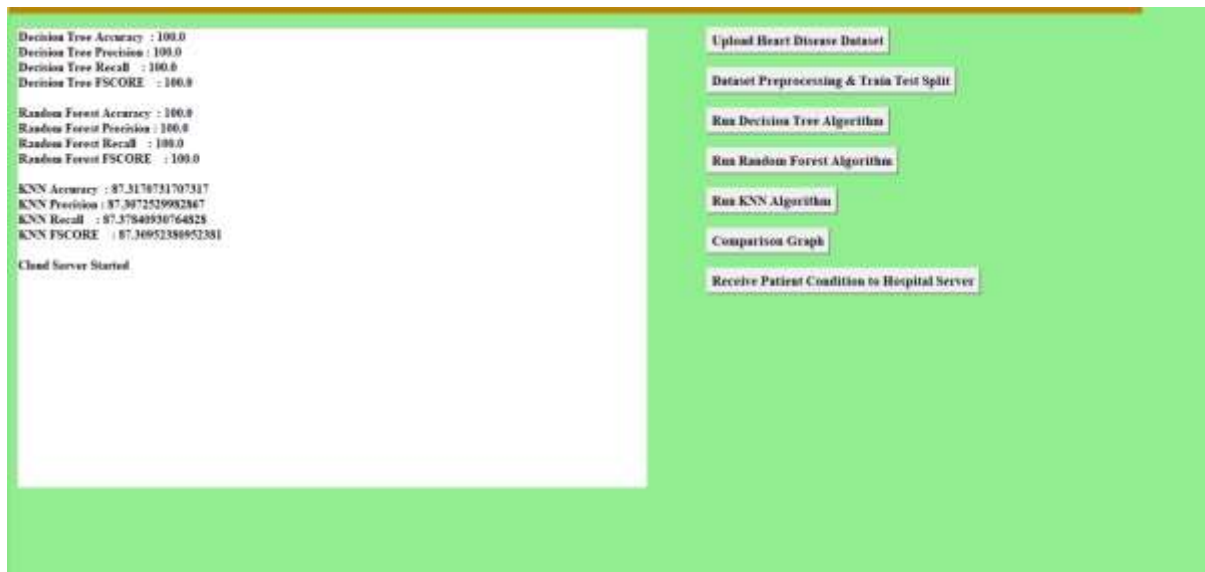 Decision Tree Accuracy : 100.0
Decision Tree Precision : 100.0
Decision Tree Recall : 100.0
Decision Tree FSCORE : 100.0
Random Forest Accuracy : 100.0
Random Forest Precision : 100.0
Random Forest Recall : 100.0
Random Forest FSCORE : 100.0
KNN Accuracy : 87.3170731707317
KNN Precision : 87.3072529982867
KNN Recall : 87.37840930764828
KNN FSCORE : 87.30952380952381
Cloud Server Started
Upload Heart Disease Dataset
Dataset Preprocessing & Train Test Split
Run Decision Tree Algorithm
Run Random Forest Algorithm
Run KNN Algorithm
Comparison Graph
Receive Patient Condition to Hospital Server